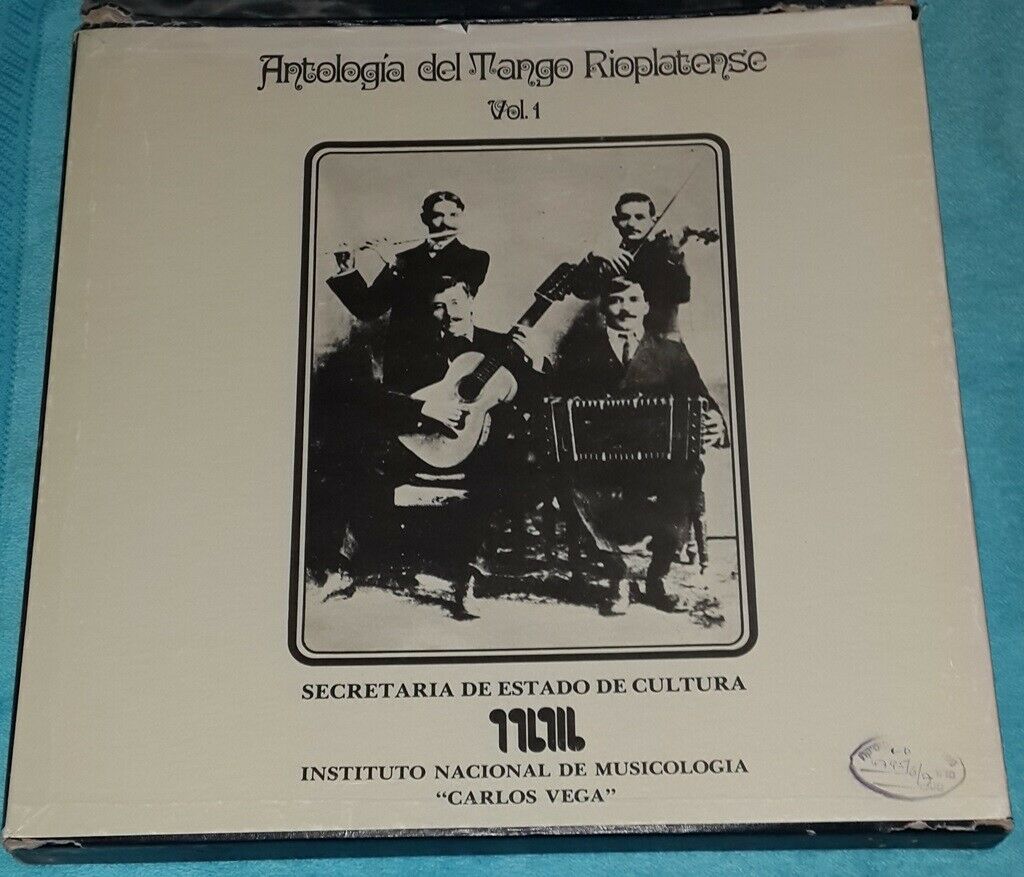 Antología del Tango Rioplatense
Vol. 1
SECRETARIA DE ESTADO DE CULTURA
INSTITUTO NACIONAL DE MUSICOLOGIA
“CARLOS VEGA”